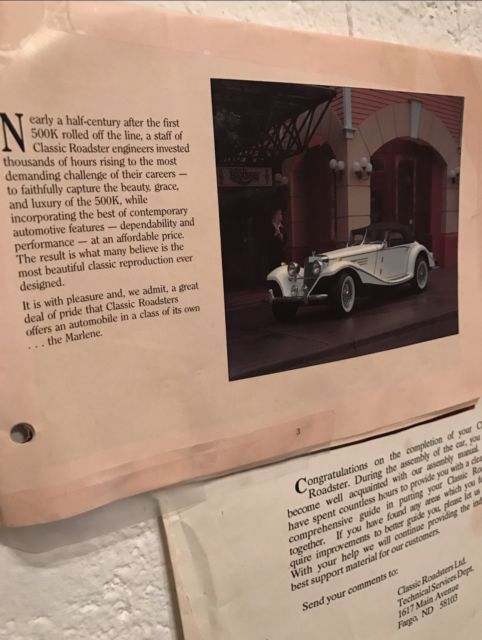 Nearly a half-century after the first
500K rolled off the line, a staff of
Classic Roadster engineers invested
thousands of hours rising to the most
demanding challenge of their careers —
to faithfully capture the beauty, grace,
and luxury of the 500K, while
incorporating the best of contemporary
automotive features — dependability and
performance — at an affordable price.
The result is what many believe is the
most beautiful classic reproduction ever
designed.
It is with pleasure and, we admit, a great
deal of pride that Classic Roadsters
offers an automobile in a class of its own
. . . the Marlene.
3
Congratulations on the completion of your C
Roadster. During the assembly of the car, you
become well acquainted with our assembly manual.
have spent countless hours to provide you with a
comprehensive guide in putting your Classic
together. If you have found any areas which you
quire improvements to better guide you, please let us
With your help we will continue providing the
best support material for our customers.
Send your comments to:
Classic Roadsters Ltd.
Technical Services Dept.
1617 Main Avenue
Fargo, ND 58103